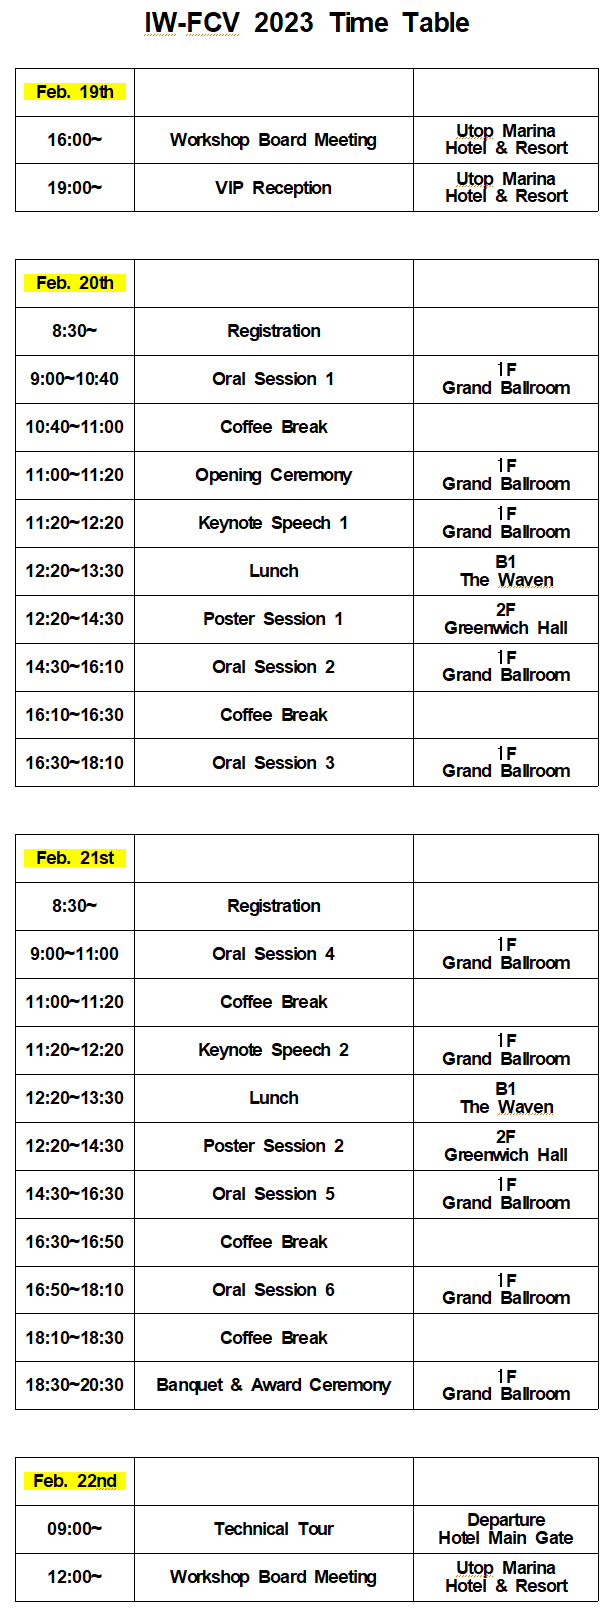 IW-FCV 2023 Time Table
Feb. 19th
16:00~ Workshop Board Meeting Utop Marina
Hotel & Resort
19:00~ VIP Reception Utop Marina
Hotel & Resort
Feb. 20th
8:30~ Registration
9:00~10:40 Oral Session 1 1F
Grand Ballroom
10:40~11:00 Coffee Break
11:00~11:20 Opening Ceremony 1F
Grand Ballroom
11:20~12:20 Keynote Speech 1 1F
Grand Ballroom
12:20~13:30 Lunch B1
The Waven
12:20~14:30 Poster Session 1 2F
Greenwich Hall
14:30~16:10 Oral Session 2 1F
Grand Ballroom
16:10~16:30 Coffee Break
16:30~18:10 Oral Session 3 1F
Grand Ballroom
Feb. 21st
8:30~ Registration
9:00~11:00 Oral Session 4 1F
Grand Ballroom
11:00~11:20 Coffee Break
11:20~12:20 Keynote Speech 2 1F
Grand Ballroom
12:20~13:30 Lunch B1
The Waven
12:20~14:30 Poster Session 2 2F
Greenwich Hall
14:30~16:30 Oral Session 5 1F
Grand Ballroom
16:30~16:50 Coffee Break
16:50~18:10 Oral Session 6 1F
Grand Ballroom
18:10~18:30 Coffee Break
18:30~20:30 Banquet & Award Ceremony 1F
Grand Ballroom
Feb. 22nd
09:00~ Technical Tour Departure
Hotel Main Gate
12:00~ Workshop Board Meeting Utop Marina
Hotel & Resort